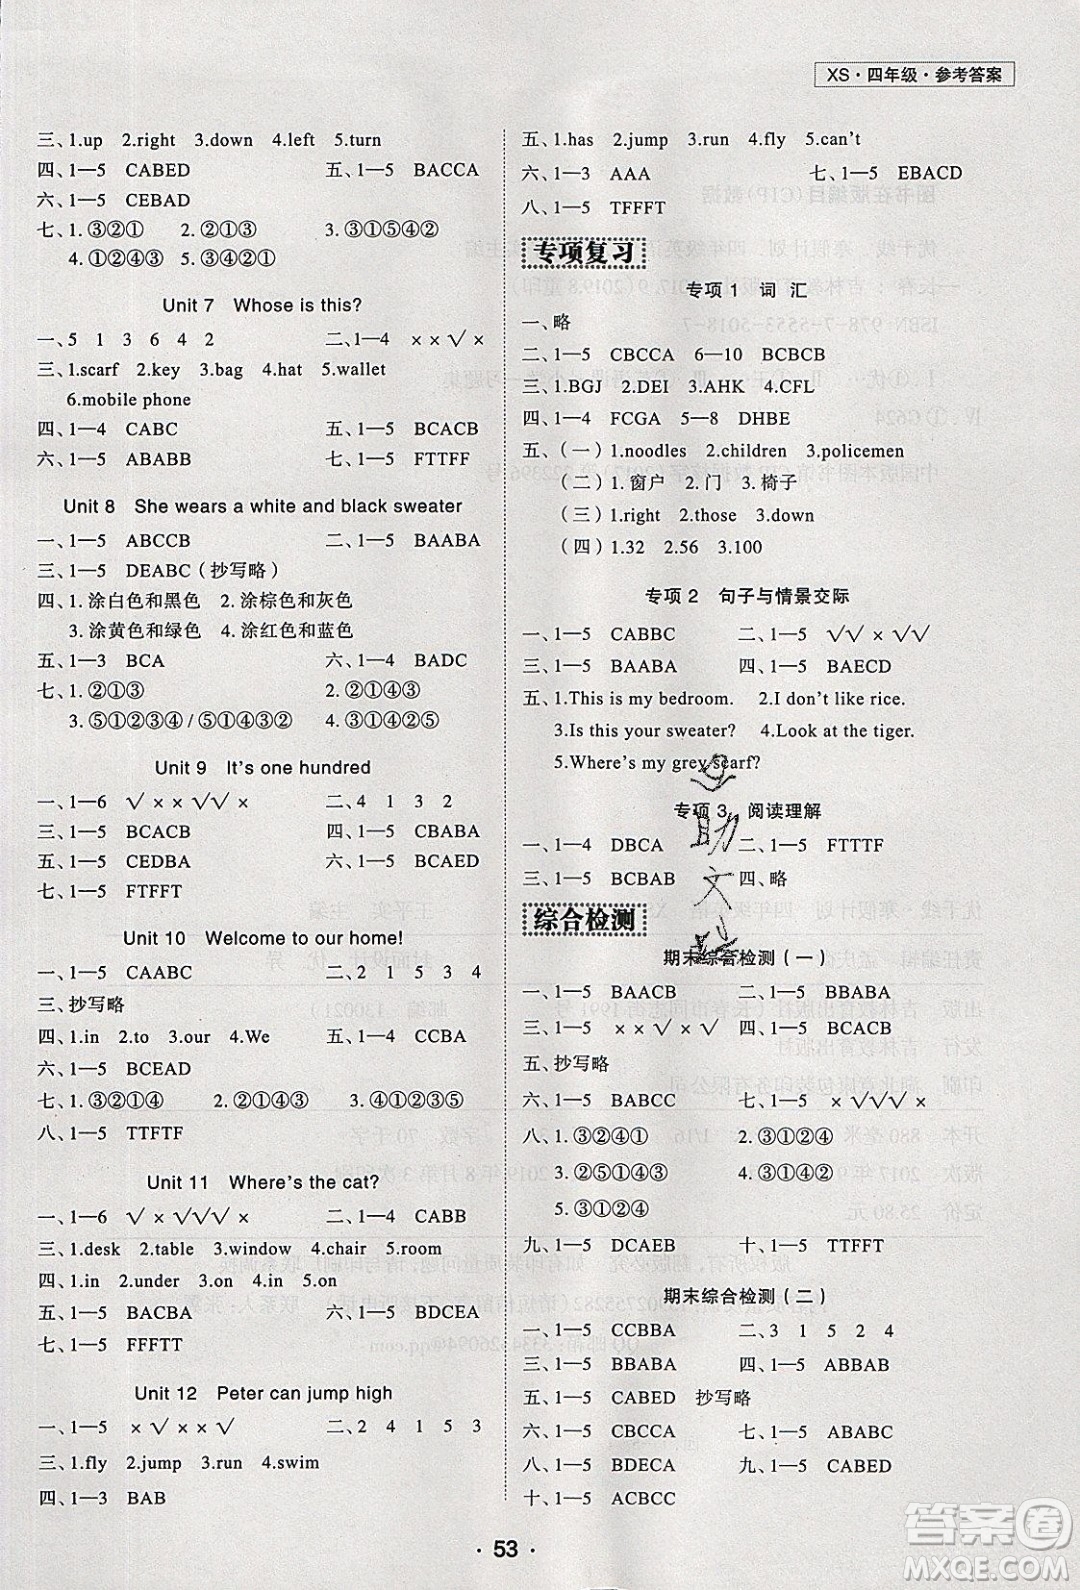 XS·四年级·参考答案
三、1.up 2.right 3.down 4.left 5.turn
四、1—5 CABED 五、1—5 BACCA
六、1—5 CEBAD
七、1. ③②① 2. ②①③ 3. ①③⑤④②
4. ①③②④ 5. ③④①②
Unit 7 Whose is this?
一、5 1 3 6 4 2 二、1—4 × × √ ×
三、1.scarf 2.key 3.bag 4.hat 5.wallet
6.mobile phone
四、1—4 CABC 五、1—5 BCACB
六、1—5 ABABB 七、1—5 FTTFF
Unit 8 She wears a white and black sweater
一、1—5 ABCCB 二、1—5 BAABA
三、1—5 DEABC（抄写略）
四、1. 涂白色和黑色 2. 涂棕色和灰色
3. 涂黄色和绿色 4. 涂红色和蓝色
五、1—3 BCA 六、1—4 BADC
七、1. ②①③ 2. ③④①②
3. ⑤①②③④ / ⑤①④③② 4. ①③④②⑤
Unit 9 It's one hundred
一、1—6 √ × × √√ × 二、4 1 3 2
三、1—5 BCACB 四、1—5 CBABA
五、1—5 CEDBA 六、1—5 BCAED
七、1—5 FTFFT
Unit 10 Welcome to our home!
一、1—5 CAABC 二、2 1 5 3 4
三、抄写略
四、1.in 2.to 3.our 4.We 五、1—4 CCBA
六、1—5 BCEAD
七、1. ③②①④ 2. ②①③ 3. ④①②③⑤
八、1—5 TTFTF
Unit 11 Where's the cat?
一、1—6 √ × × √√ × 二、1—4 CABB
三、1.desk 2.table 3.window 4.chair 5.room
四、1.in 2.under 3.on 4.in 5.on
五、1—5 BACBA 六、1—5 BDCEA
七、1—5 FFFTT
Unit 12 Peter can jump high
一、1—5 × √ × √√ 二、2 4 1 5 3
三、1.fly 2.jump 3.run 4.swim
四、1—3 BAB
五、1.has 2.jump 3.run 4.fly 5.can't
六、1—3 AAA 七、1—5 EBACD
八、1—5 TFFFT
专项复习
专项 1 词 汇
一、略
二、1—5 CBCCA 6—10 BCABA
三、1.BGJ 2.DEI 3.AHK 4.CFL
四、1—4 FCGA 5—8 DHBE
五、（一）1.noodles 2.children 3.policemen
（二）1. 窗户 2. 门 3. 椅子
（三）1.right 2.those 3.down
（四）1.32 2.56 3.100
专项 2 句子与情景交际
一、1—5 CABBC 二、1—5 √√ × √√
三、1—5 BAABA 四、1—5 BAECD
五、1.This is my bedroom. 2.I don't like rice.
3.Is this your sweater? 4.Look at the tiger.
5.Where's my grey scarf?
专项 3 阅读理解
一、1—4 DBCA 二、1—5 FTTTF
三、1—5 BCBAB 四、略
综合检测
期末综合检测（一）
一、1—5 BAACB 二、1—5 BBABA
三、1—5 × × √√ × 四、1—5 BCACB
五、抄写略
六、1—5 BABCC 七、1—5 × √√√ ×
八、1. ③②④① 2. ③①②④
3. ②⑤①④③ 4. ③①④②
5. ③①②④
九、1—5 DCAEB 十、1—5 TTFFT
期末综合检测（二）
一、1—5 CCBBA 二、3 1 5 2 4
三、1—5 BBABA 四、1—5 ABBAB
五、1—5 CABED 抄写略
六、1—5 CBCCA 七、1—5 ABABC
八、1—5 BDECA 九、1—5 CABED
十、1—5 ACBCC
· 53 ·
答案圈
MXQE.COM